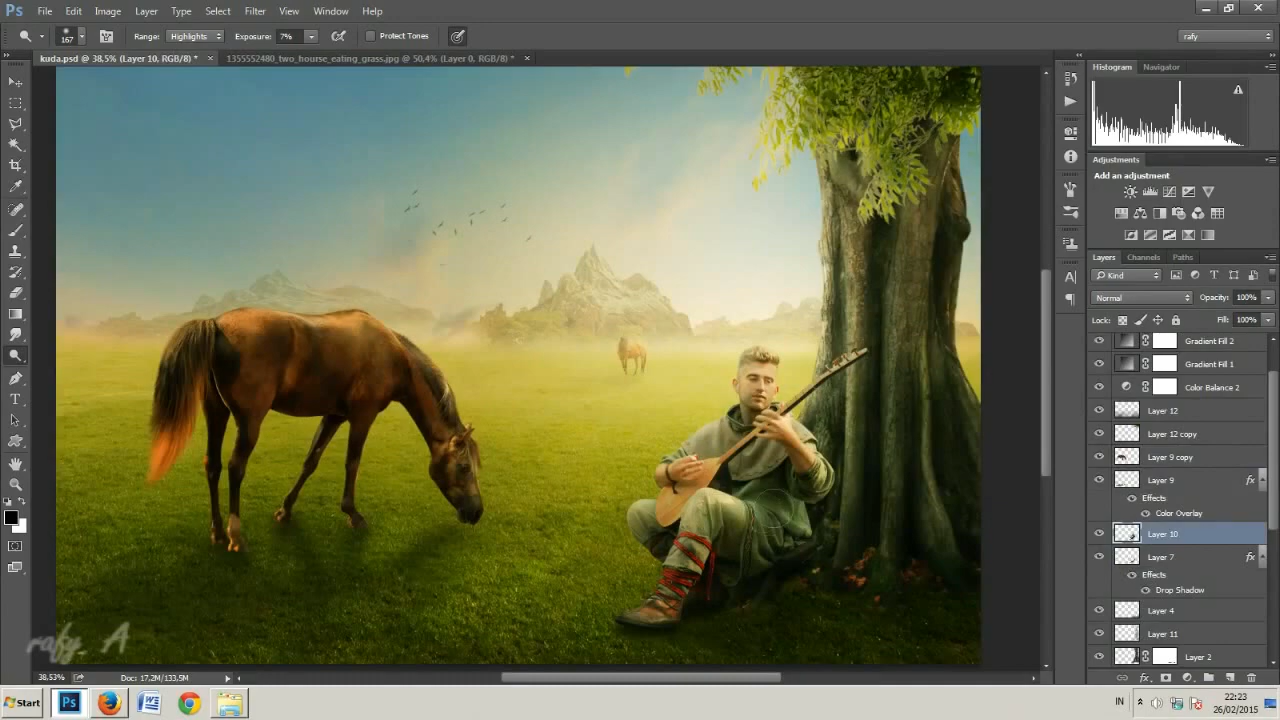 Ps File Edit Image Layer Type Select Filter View Window Help
167 Range: Highlights Exposure: 7% Protect Tones rafy
kuda.psd @ 38,5% (Layer 10, RGB/8) * × 1355552480_two_hourse_eating_grass.jpg @ 50,4% (Layer 0, RGB/8) * ×
Histogram Navigator
Adjustments
Add an adjustment
Layers Channels Paths
Kind
Normal Opacity: 100%
Lock: Fill: 100%
Gradient Fill 2
Gradient Fill 1
Color Balance 2
Layer 12
Layer 12 copy
Layer 9 copy
Layer 9 fx
Effects
Color Overlay
Layer 10
Layer 7 fx
Effects
Drop Shadow
Layer 4
Layer 11
Layer 2
rafy. A
38,53% Doc: 17,2M/133,5M
Start Ps IN 22:23
26/02/2015